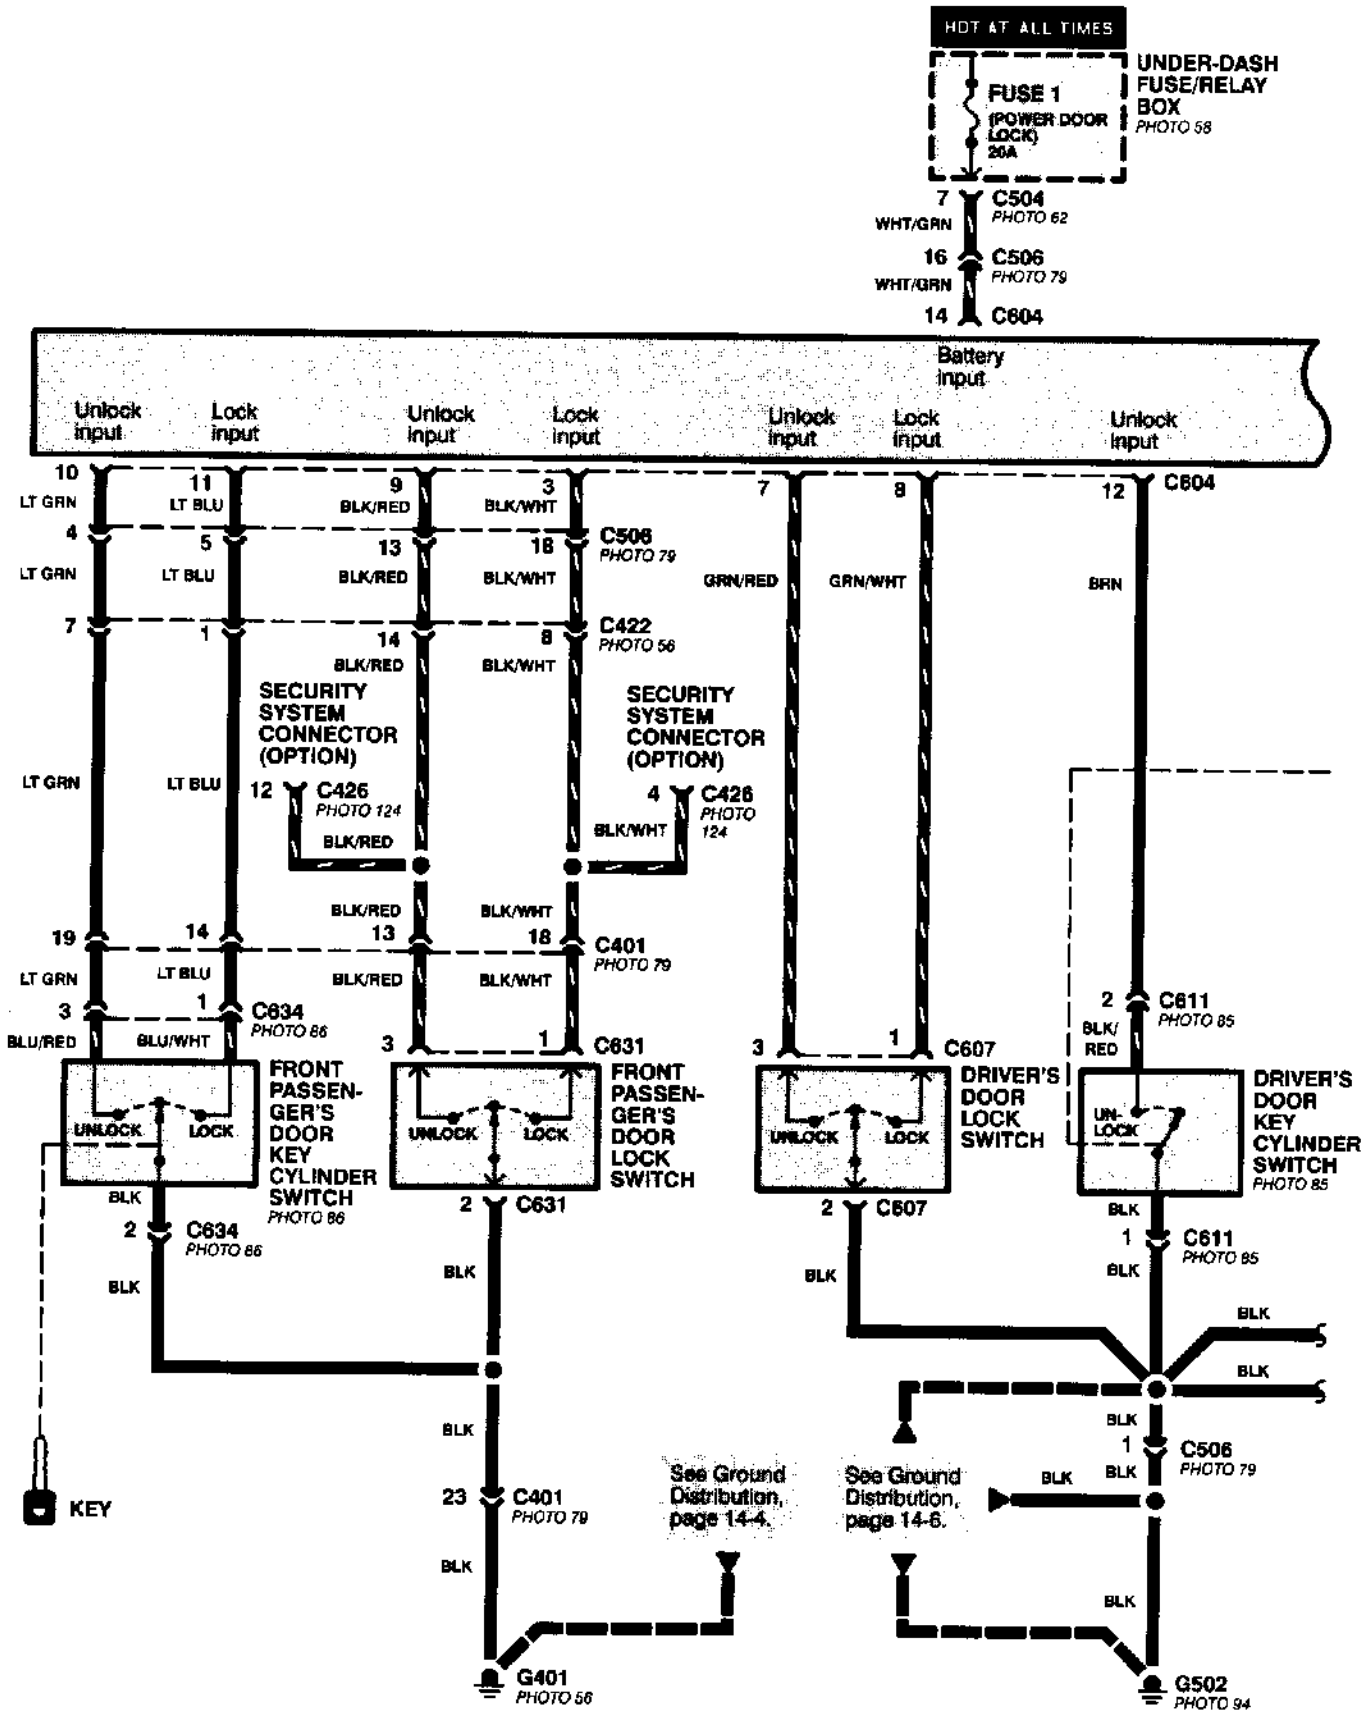 HOT AT ALL TIMES
UNDER-DASH
FUSE/RELAY
BOX
PHOTO 58
FUSE 1
(POWER DOOR
LOCK)
20A
7
C504
PHOTO 62
WHT/GRN
16
C506
PHOTO 79
WHT/GRN
14
C604
Battery
input
Unlock
input
Lock
input
Unlock
input
Lock
input
Unlock
input
Lock
input
Unlock
input
10
11
9
3
7
8
12
C604
LT GRN
LT BLU
BLK/RED
BLK/WHT
4
5
13
18
C506
PHOTO 79
LT GRN
LT BLU
BLK/RED
BLK/WHT
GRN/RED
GRN/WHT
BRN
7
1
14
8
C422
PHOTO 56
BLK/RED
BLK/WHT
SECURITY
SYSTEM
CONNECTOR
(OPTION)
SECURITY
SYSTEM
CONNECTOR
(OPTION)
LT GRN
LT BLU
12
C426
PHOTO 124
4
C426
PHOTO
124
BLK/RED
BLK/WHT
BLK/RED
BLK/WHT
19
14
13
18
C401
PHOTO 79
LT GRN
LT BLU
BLK/RED
BLK/WHT
3
1
C634
PHOTO 86
2
C611
PHOTO 85
BLU/RED
BLU/WHT
3
1
C631
3
1
C607
BLK/
RED
FRONT
PASSEN-
GER'S
DOOR
KEY
CYLINDER
SWITCH
PHOTO 86
UNLOCK
LOCK
FRONT
PASSEN-
GER'S
DOOR
LOCK
SWITCH
UNLOCK
LOCK
DRIVER'S
DOOR
LOCK
SWITCH
UNLOCK
LOCK
DRIVER'S
DOOR
KEY
CYLINDER
SWITCH
PHOTO 85
UN-
LOCK
BLK
2
C634
PHOTO 86
2
C631
2
C607
BLK
1
C611
PHOTO 85
BLK
BLK
BLK
BLK
BLK
BLK
BLK
BLK
1
C506
PHOTO 79
BLK
BLK
See Ground
Distribution,
page 14-4.
See Ground
Distribution,
page 14-6.
23
C401
PHOTO 79
KEY
BLK
BLK
G401
PHOTO 56
G502
PHOTO 94